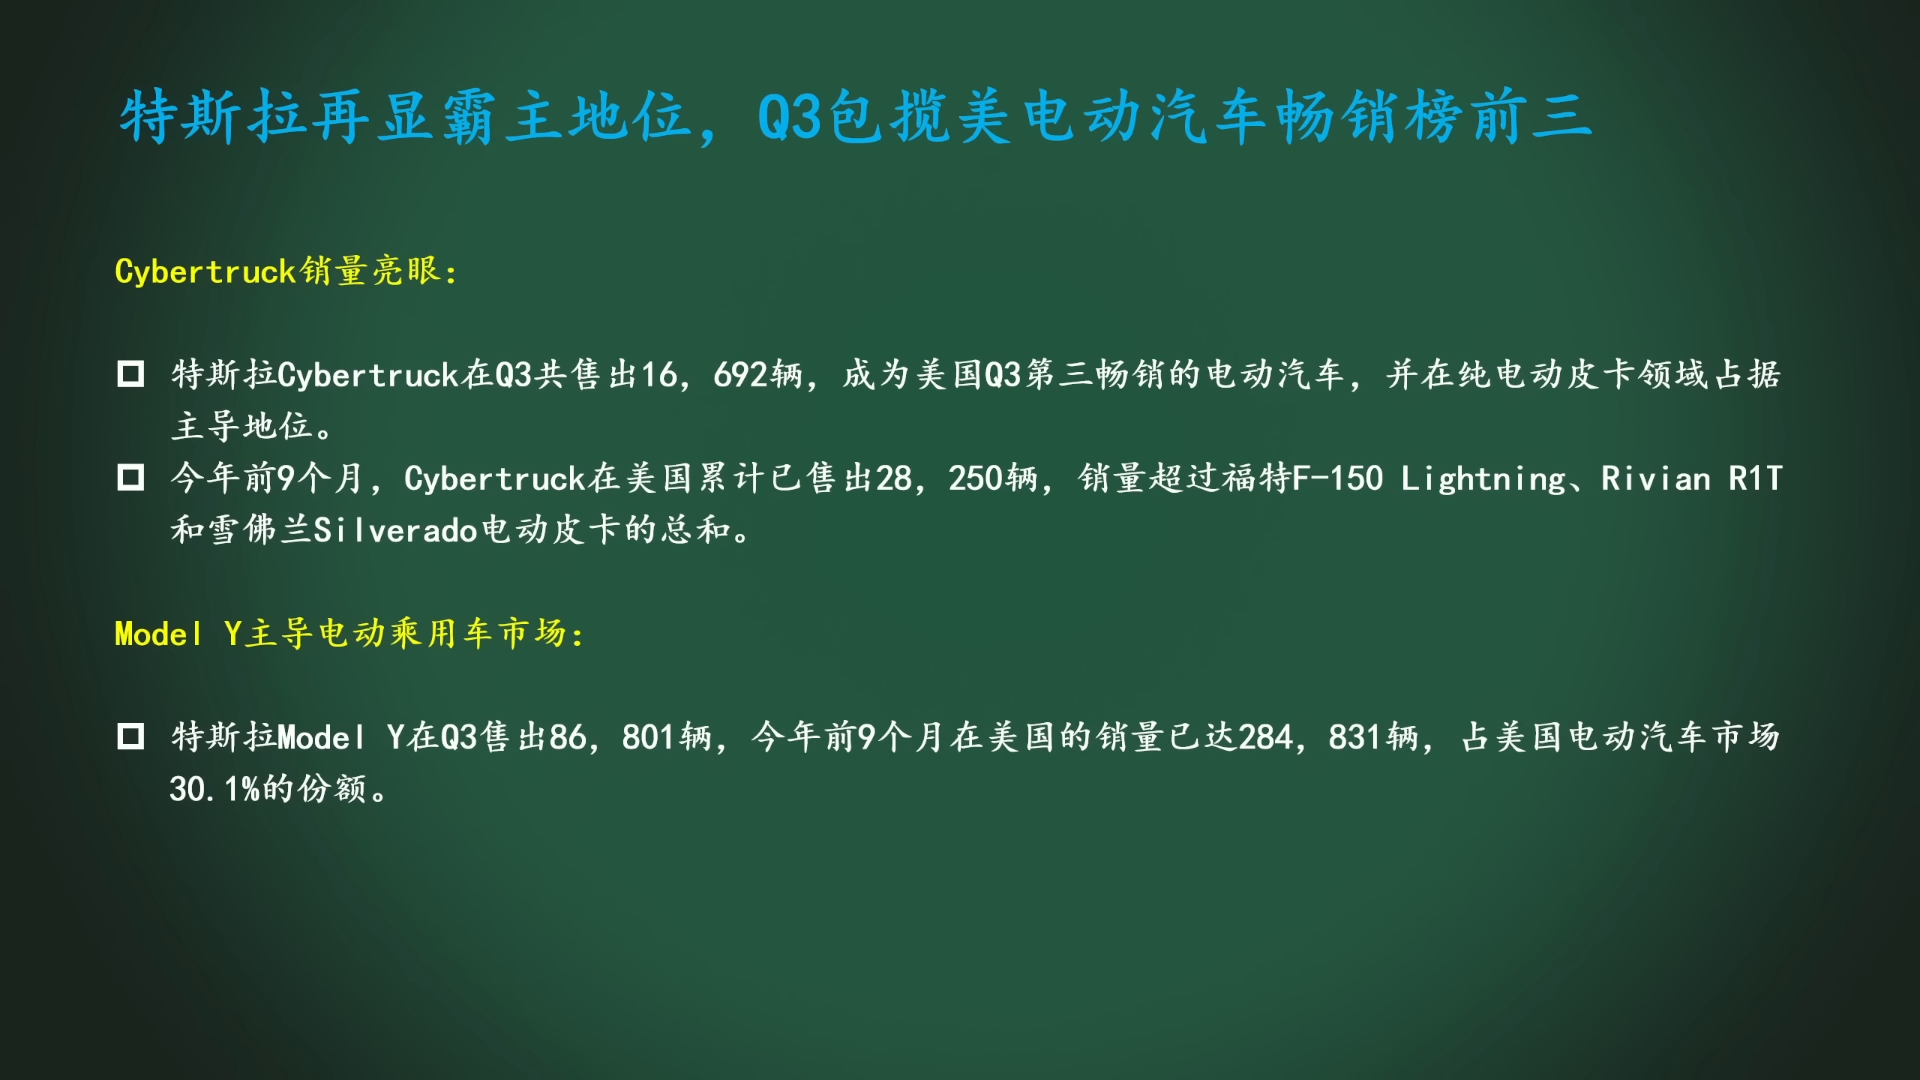 特斯拉再显霸主地位，Q3包揽美电动汽车畅销榜前三
Cybertruck销量亮眼：
特斯拉Cybertruck在Q3共售出16，692辆，成为美国Q3第三畅销的电动汽车，并在纯电动皮卡领域占据
主导地位。
今年前9个月，Cybertruck在美国累计已售出28，250辆，销量超过福特F-150 Lightning、Rivian R1T
和雪佛兰Silverado电动皮卡的总和。
Model Y主导电动乘用车市场：
特斯拉Model Y在Q3售出86，801辆，今年前9个月在美国的销量已达284，831辆，占美国电动汽车市场
30.1%的份额。